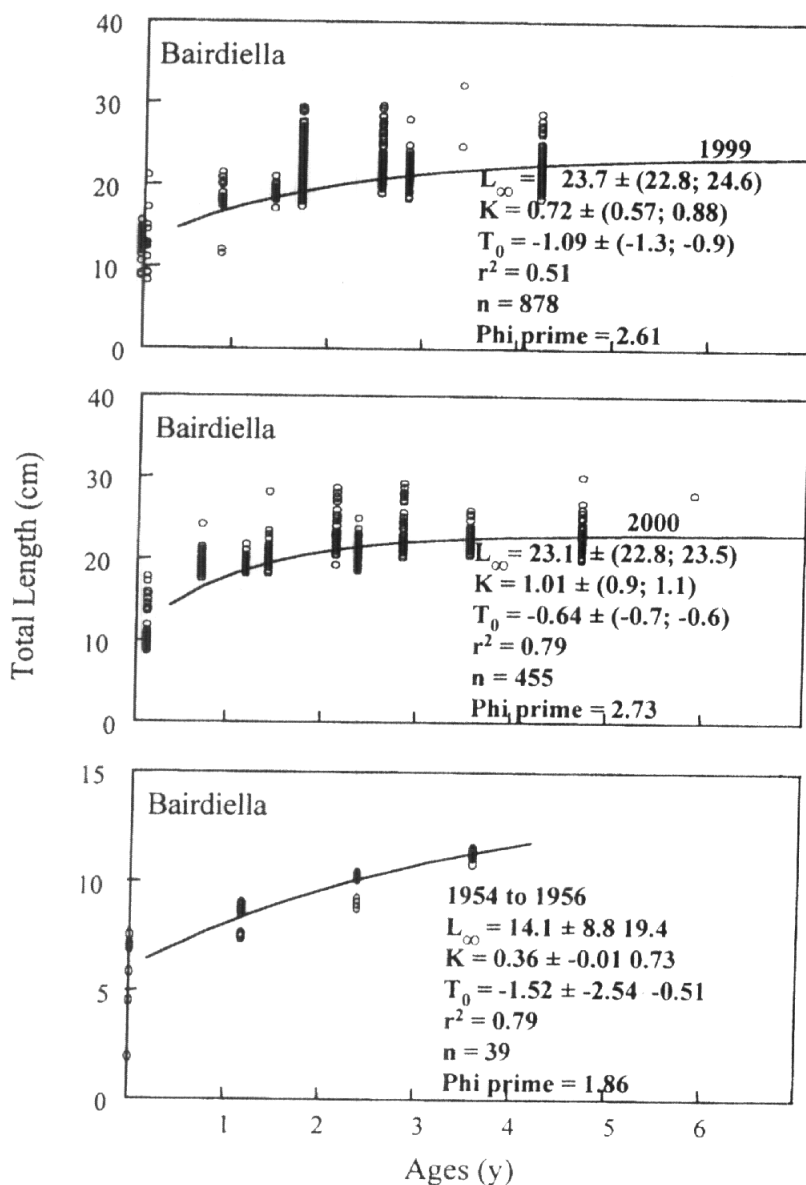 40
Bairdiella
30
20
10
0
1999
L∞ = 23.7 ± (22.8; 24.6)
K = 0.72 ± (0.57; 0.88)
T0 = -1.09 ± (-1.3; -0.9)
r2 = 0.51
n = 878
Phi prime = 2.61
40
Bairdiella
30
20
10
0
2000
L∞ = 23.1 ± (22.8; 23.5)
K = 1.01 ± (0.9; 1.1)
T0 = -0.64 ± (-0.7; -0.6)
r2 = 0.79
n = 455
Phi prime = 2.73
Total Length (cm)
15
Bairdiella
10
5
0
1954 to 1956
L∞ = 14.1 ± 8.8 19.4
K = 0.36 ± -0.01 0.73
T0 = -1.52 ± -2.54 -0.51
r2 = 0.79
n = 39
Phi prime = 1.86
1 2 3 4 5 6
Ages (y)